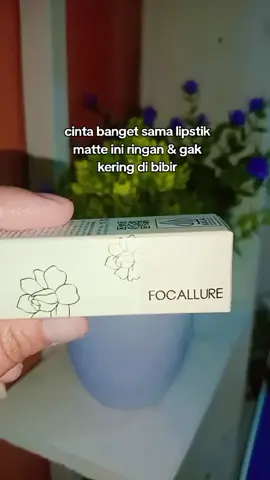 cinta banget sama lipstik
matte ini ringan & gak
kering di bibir
FOCALLURE